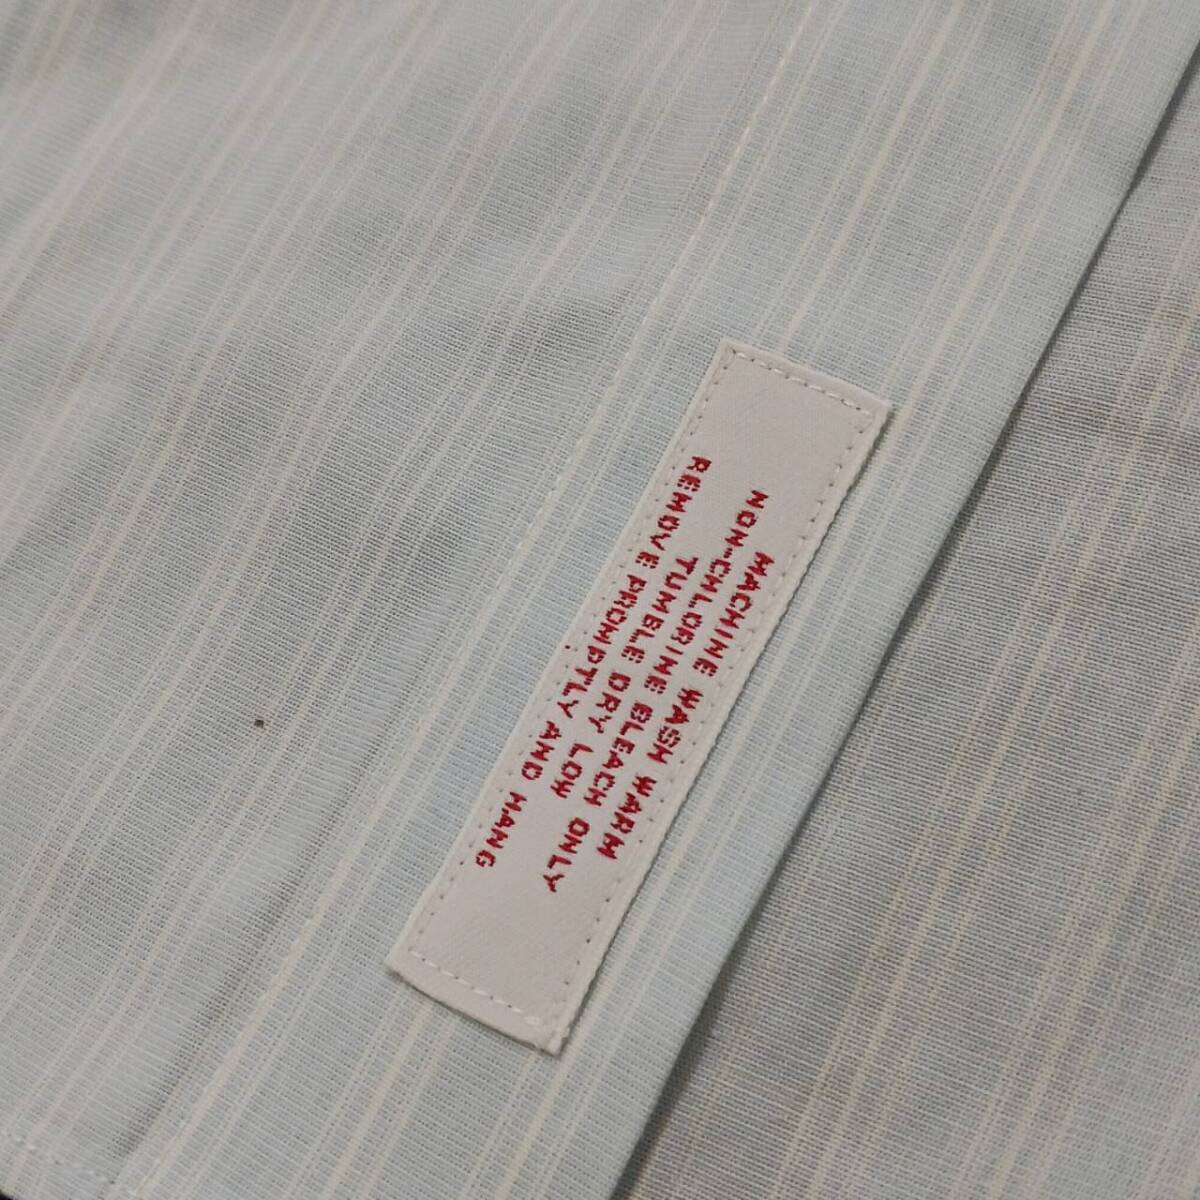 MACHINE WASH WARM
NON-CHLORINE BLEACH ONLY
TUMBLE DRY LOW
REMOVE PROMPTLY AND HANG